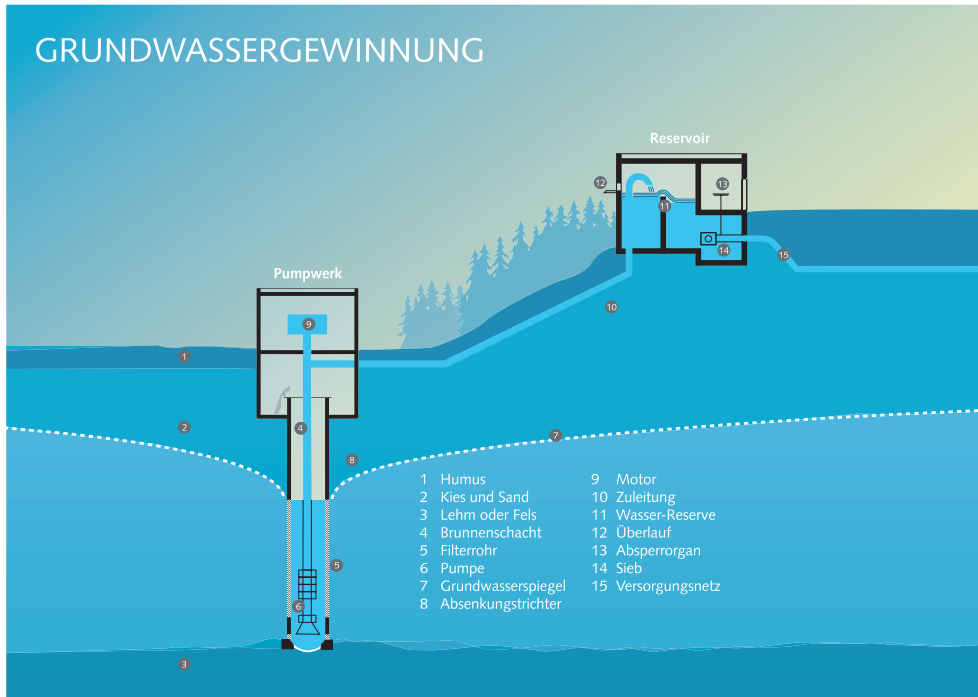 GRUNDWASSERGEWINNUNG
Reservoir
12
13
11
14
15
Pumpwerk
10
9
1
4
2
7
8
5
6
3
1 Humus
2 Kies und Sand
3 Lehm oder Fels
4 Brunnenschacht
5 Filterrohr
6 Pumpe
7 Grundwasserspiegel
8 Absenkungstrichter
9 Motor
10 Zuleitung
11 Wasser-Reserve
12 Überlauf
13 Absperrorgan
14 Sieb
15 Versorgungsnetz